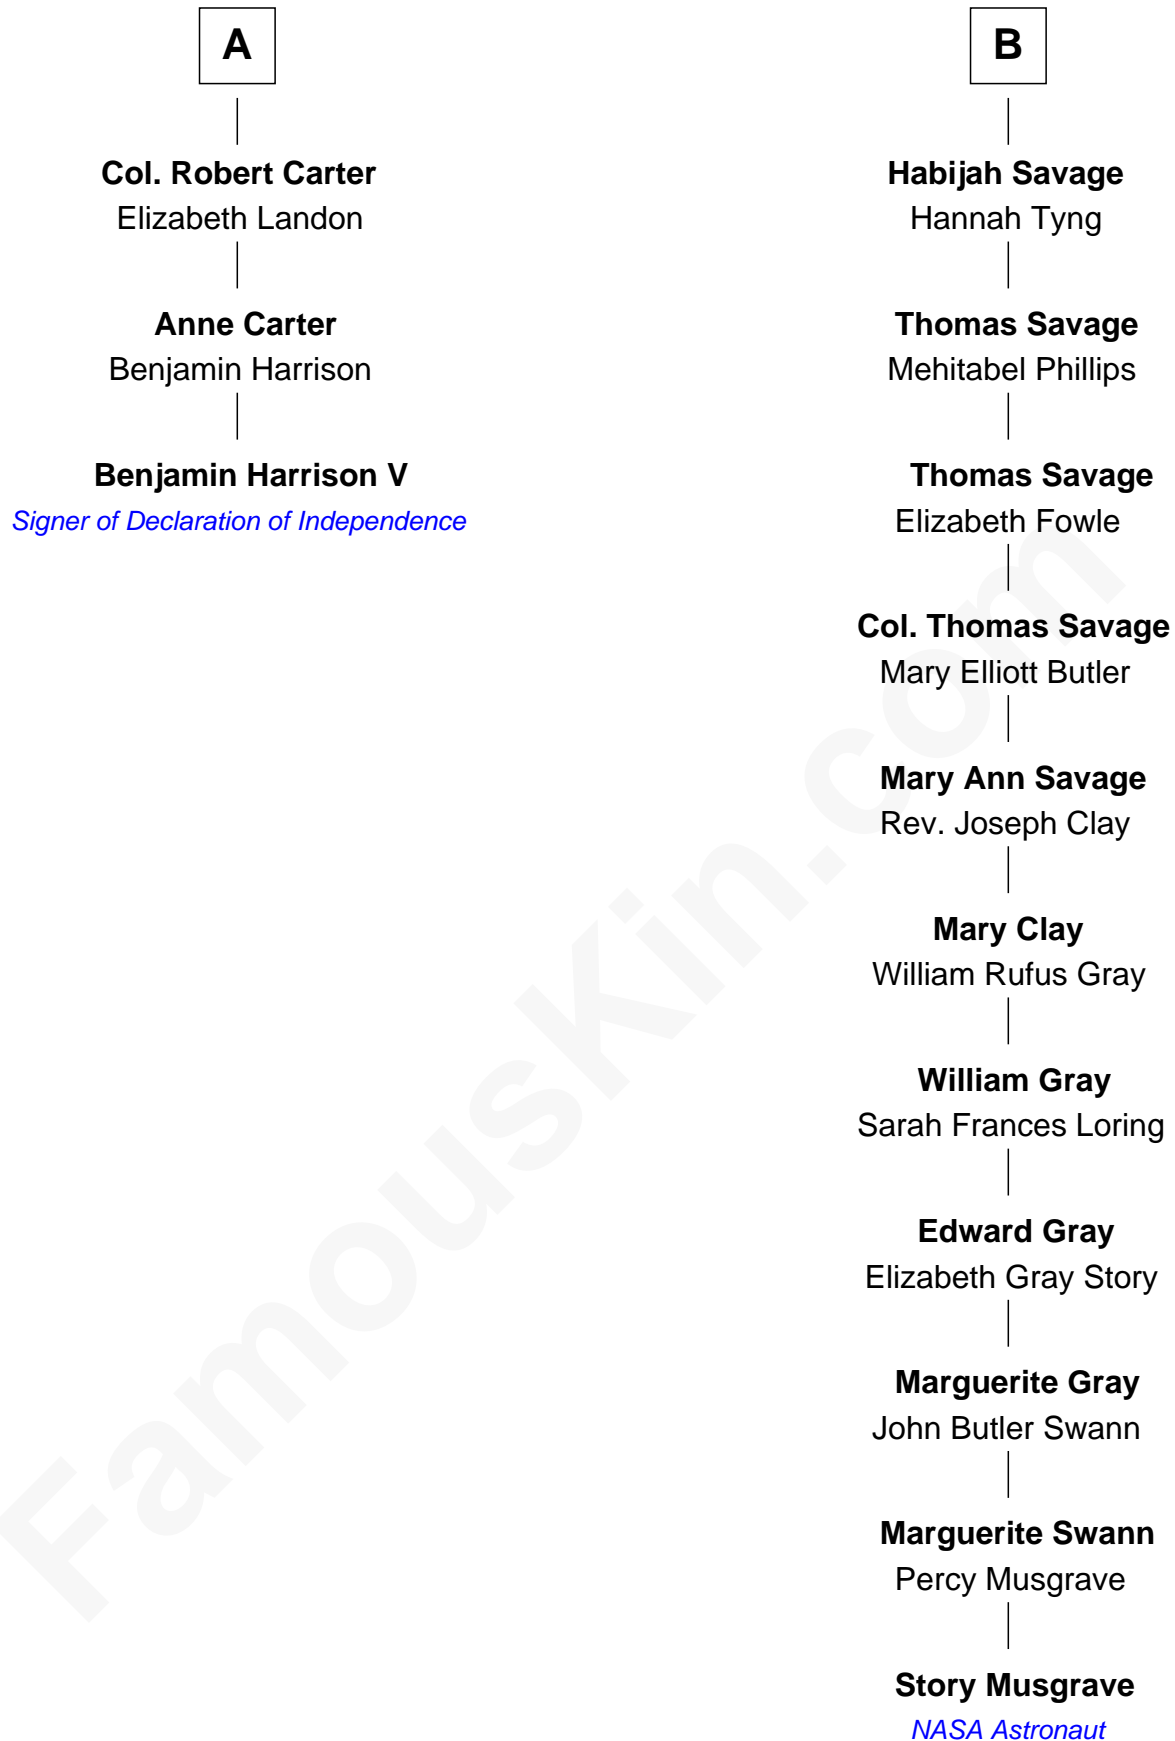 A
Col. Robert Carter
Elizabeth Landon
Anne Carter
Benjamin Harrison
Benjamin Harrison V
Signer of Declaration of Independence
B
Habijah Savage
Hannah Tyng
Thomas Savage
Mehitabel Phillips
Thomas Savage
Elizabeth Fowle
Col. Thomas Savage
Mary Elliott Butler
Mary Ann Savage
Rev. Joseph Clay
Mary Clay
William Rufus Gray
William Gray
Sarah Frances Loring
Edward Gray
Elizabeth Gray Story
Marguerite Gray
John Butler Swann
Marguerite Swann
Percy Musgrave
Story Musgrave
NASA Astronaut
FamousKin.com